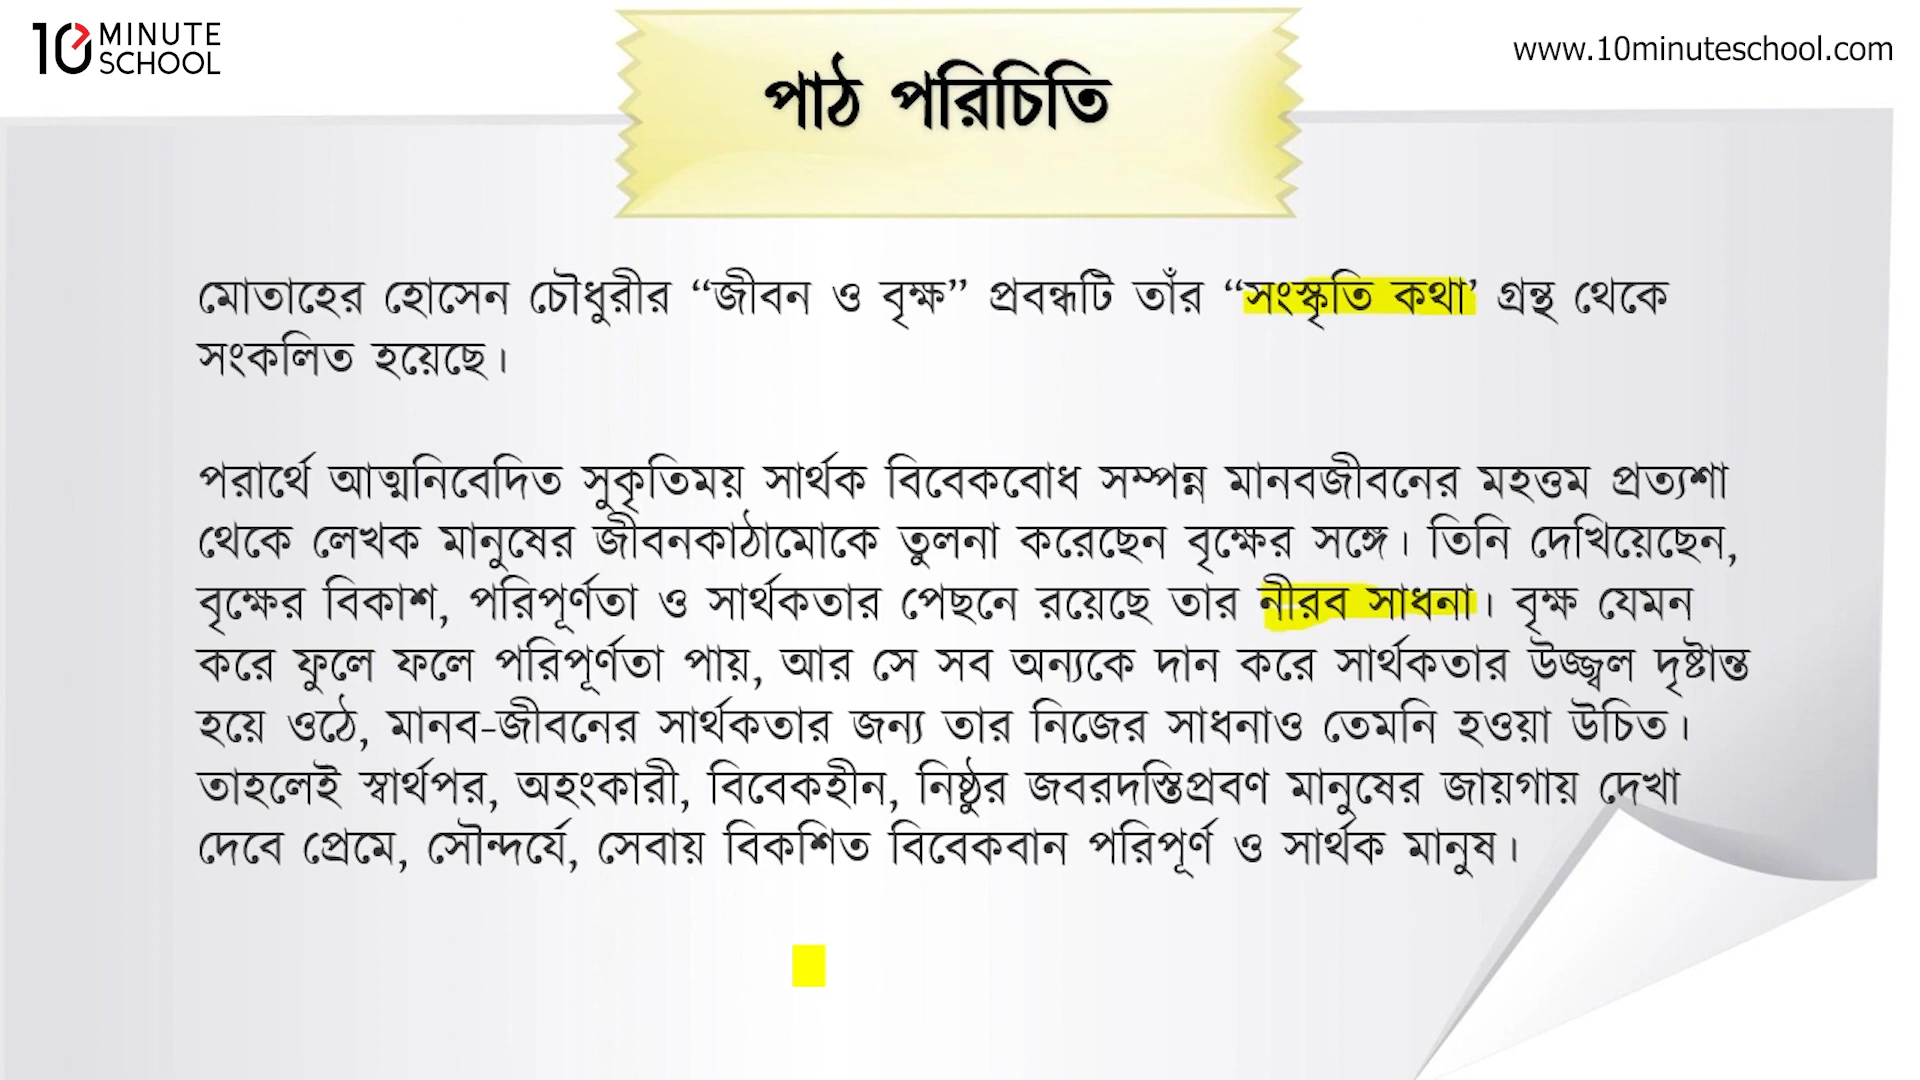 10 MINUTE
SCHOOL
www.10minuteschool.com
পাঠ পরিচিতি
মোতাহের হোসেন চৌধুরীর “জীবন ও বৃক্ষ” প্রবন্ধটি তাঁর “সংস্কৃতি কথা’ গ্রন্থ থেকে
সংকলিত হয়েছে।
পরার্থে আত্মনিবেদিত সুকৃতিময় সার্থক বিবেকবোধ সম্পন্ন মানবজীবনের মহত্তম প্রত্যশা
থেকে লেখক মানুষের জীবনকাঠামোকে তুলনা করেছেন বৃক্ষের সঙ্গে। তিনি দেখিয়েছেন,
বৃক্ষের বিকাশ, পরিপূর্ণতা ও সার্থকতার পেছনে রয়েছে তার নীরব সাধনা। বৃক্ষ যেমন
করে ফুলে ফলে পরিপূর্ণতা পায়, আর সে সব অন্যকে দান করে সার্থকতার উজ্জ্বল দৃষ্টান্ত
হয়ে ওঠে, মানব-জীবনের সার্থকতার জন্য তার নিজের সাধনাও তেমনি হওয়া উচিত।
তাহলেই স্বার্থপর, অহংকারী, বিবেকহীন, নিষ্ঠুর জবরদস্তিপ্রবণ মানুষের জায়গায় দেখা
দেবে প্রেমে, সৌন্দর্যে, সেবায় বিকশিত বিবেকবান পরিপূর্ণ ও সার্থক মানুষ।